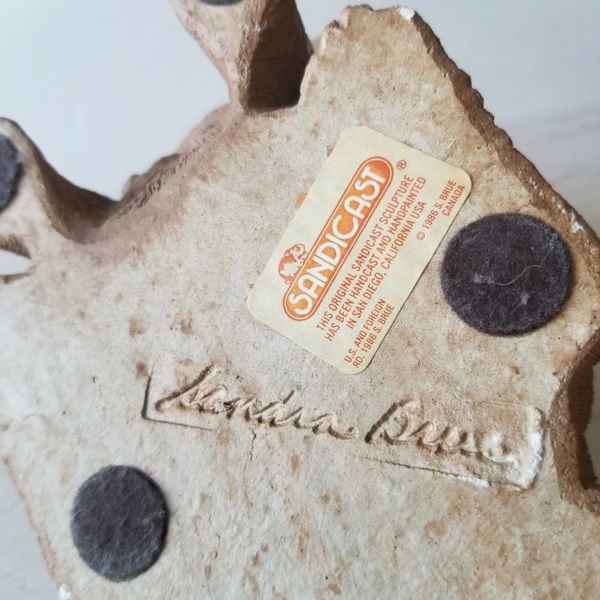 SANDICAST®
THIS ORIGINAL SANDICAST SCULPTURE
HAS BEEN HANDCAST AND HANDPAINTED
IN SAN DIEGO, CALIFORNIA USA
U.S. AND FOREIGN
RD. 1986 S. BRUE
© 1986 S. BRUE
CANADA
Sandra Brue